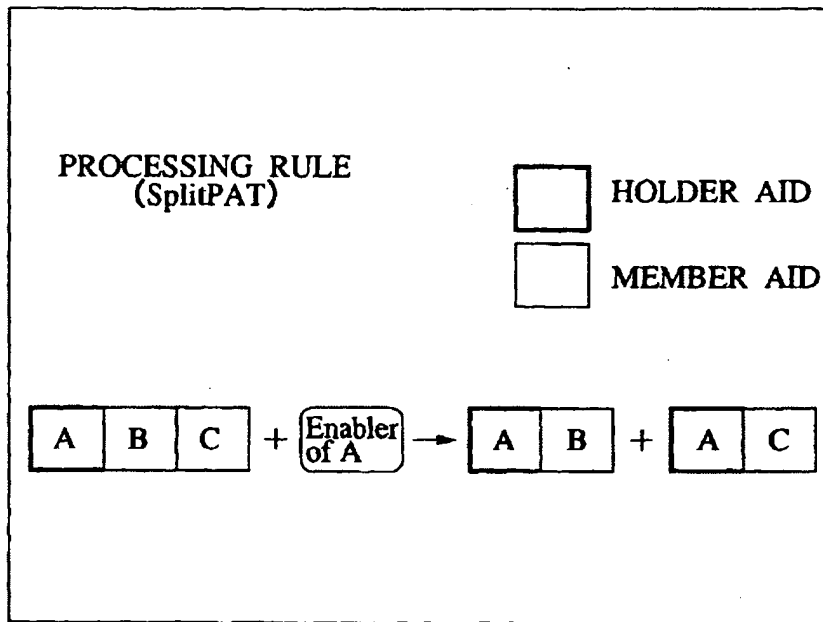 PROCESSING RULE
(SplitPAT)
HOLDER AID
MEMBER AID
A B C + Enabler of A → A B + A C